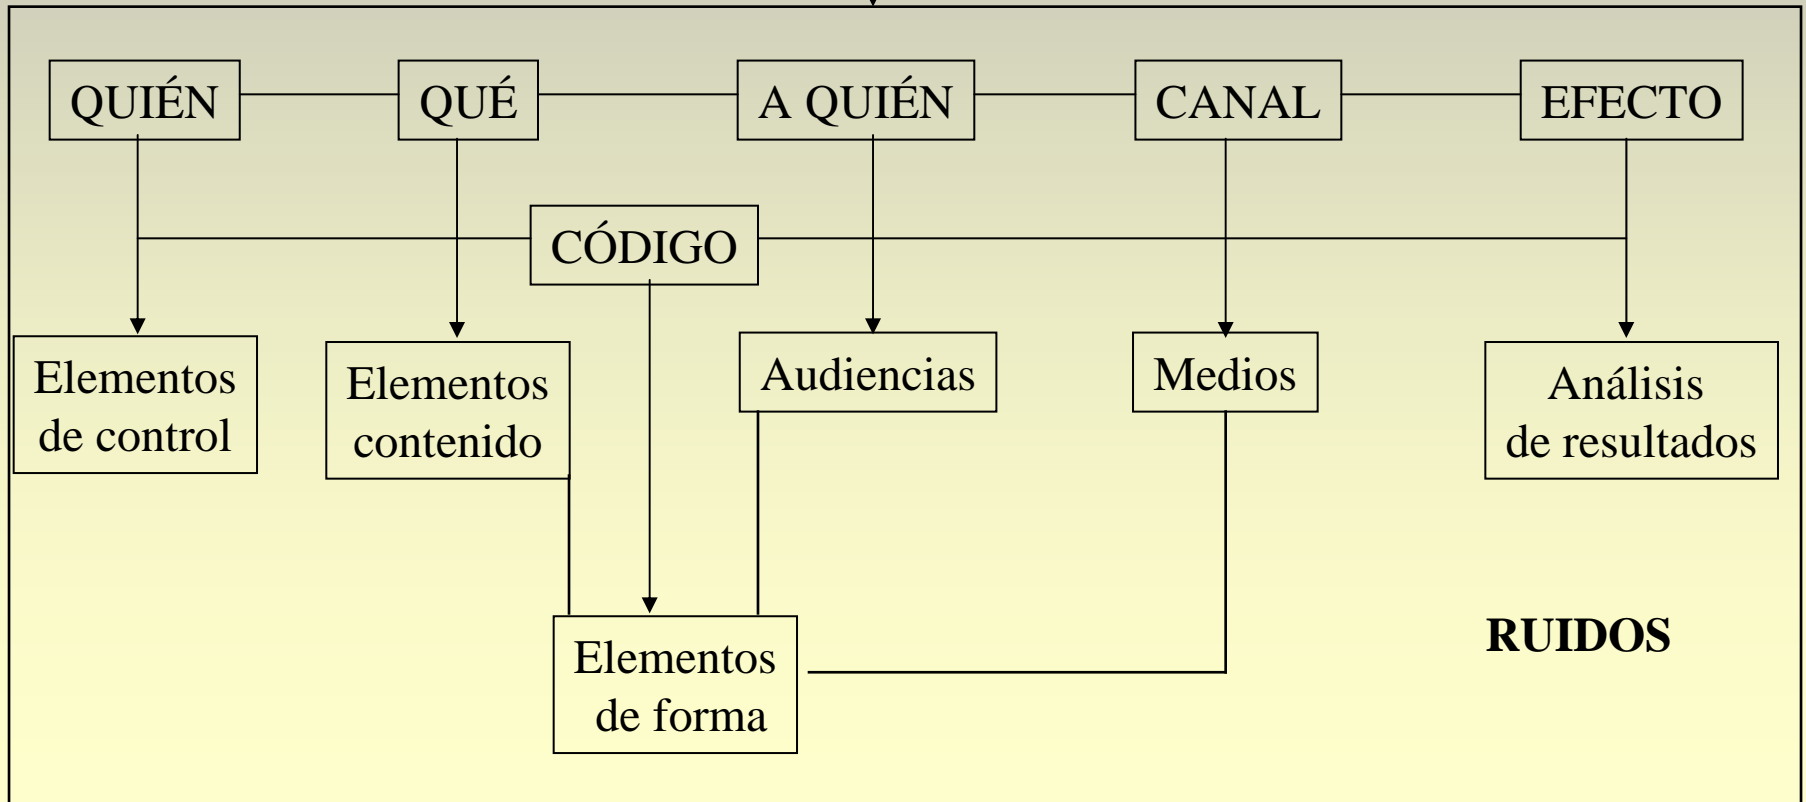 QUIÉN
QUÉ
A QUIÉN
CANAL
EFECTO
CÓDIGO
Elementos
de control
Elementos
contenido
Audiencias
Medios
Análisis
de resultados
Elementos
de forma
RUIDOS